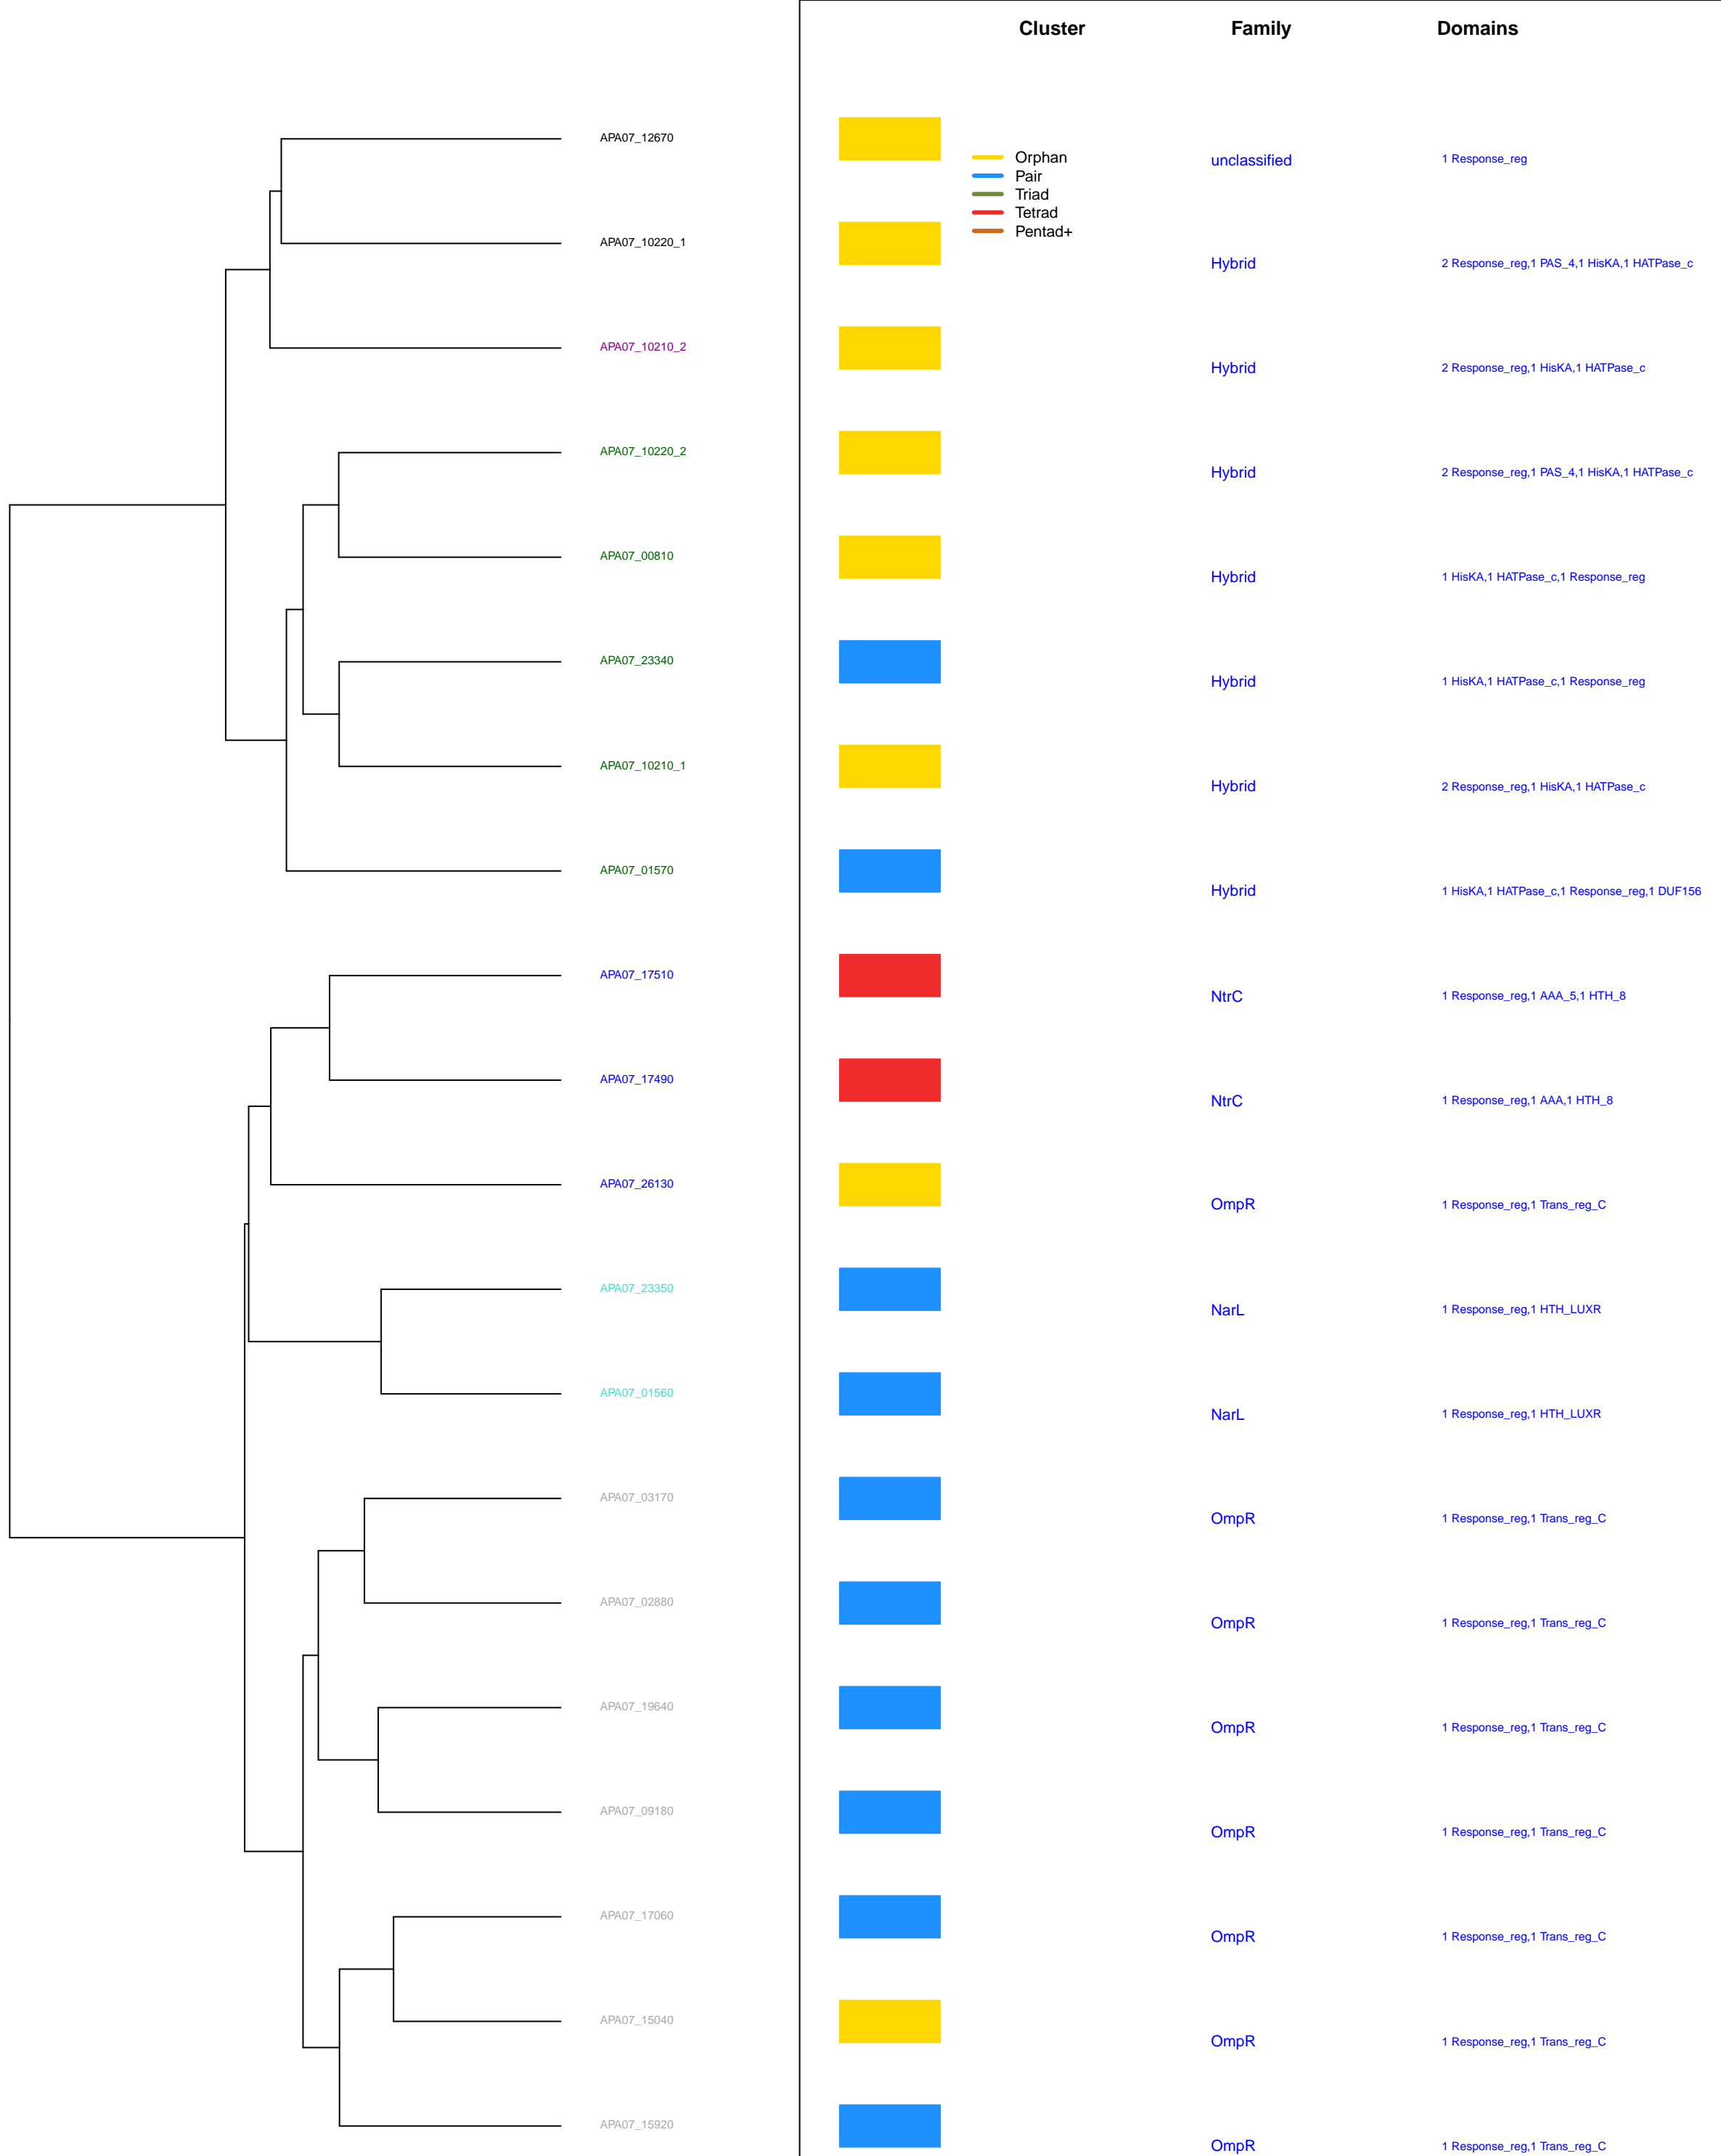 Cluster Family Domains
APA07_12670
Orphan
unclassified 1 Response_reg
Pair
Triad
Tetrad
Pentad+
APA07_10220_1
Hybrid 2 Response_reg,1 PAS_4,1 HisKA,1 HATPase_c
APA07_10210_2
Hybrid 2 Response_reg,1 HisKA,1 HATPase_c
APA07_10220_2
Hybrid 2 Response_reg,1 PAS_4,1 HisKA,1 HATPase_c
APA07_00810
Hybrid 1 HisKA,1 HATPase_c,1 Response_reg
APA07_23340
Hybrid 1 HisKA,1 HATPase_c,1 Response_reg
APA07_10210_1
Hybrid 2 Response_reg,1 HisKA,1 HATPase_c
APA07_01570
Hybrid 1 HisKA,1 HATPase_c,1 Response_reg,1 DUF156
APA07_17510
NtrC 1 Response_reg,1 AAA_5,1 HTH_8
APA07_17490
NtrC 1 Response_reg,1 AAA,1 HTH_8
APA07_26130
OmpR 1 Response_reg,1 Trans_reg_C
APA07_23350
NarL 1 Response_reg,1 HTH_LUXR
APA07_01560
NarL 1 Response_reg,1 HTH_LUXR
APA07_03170
OmpR 1 Response_reg,1 Trans_reg_C
APA07_02880
OmpR 1 Response_reg,1 Trans_reg_C
APA07_19640
OmpR 1 Response_reg,1 Trans_reg_C
APA07_09180
OmpR 1 Response_reg,1 Trans_reg_C
APA07_17060
OmpR 1 Response_reg,1 Trans_reg_C
APA07_15040
OmpR 1 Response_reg,1 Trans_reg_C
APA07_15920
OmpR 1 Response_reg,1 Trans_reg_C